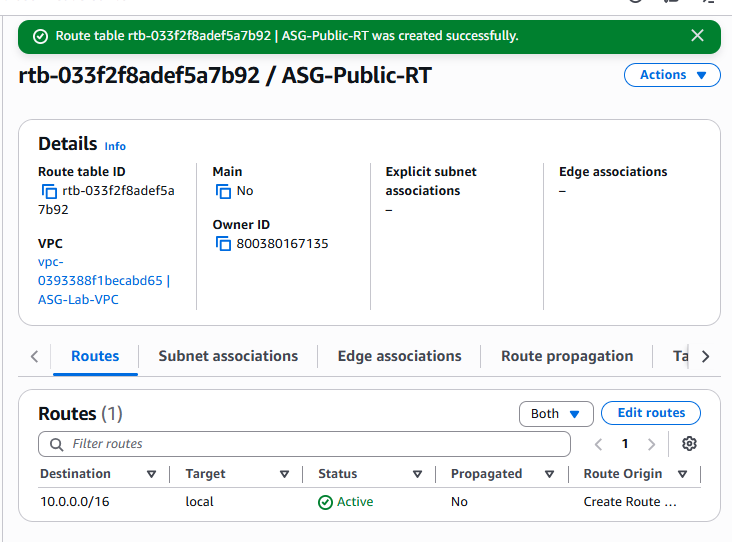 Route table rtb-033f2f8adef5a7b92 | ASG-Public-RT was created successfully.
rtb-033f2f8adef5a7b92 / ASG-Public-RT
Actions
Details Info
Route table ID
rtb-033f2f8adef5a
7b92
VPC
vpc-
0393388f1becabd65 |
ASG-Lab-VPC
Main
No
Owner ID
800380167135
Explicit subnet
associations
–
Edge associations
–
Routes
Subnet associations
Edge associations
Route propagation
Routes (1)
Both
Edit routes
Filter routes
1
Destination Target Status Propagated Route Origin
10.0.0.0/16 local Active No Create Route ...